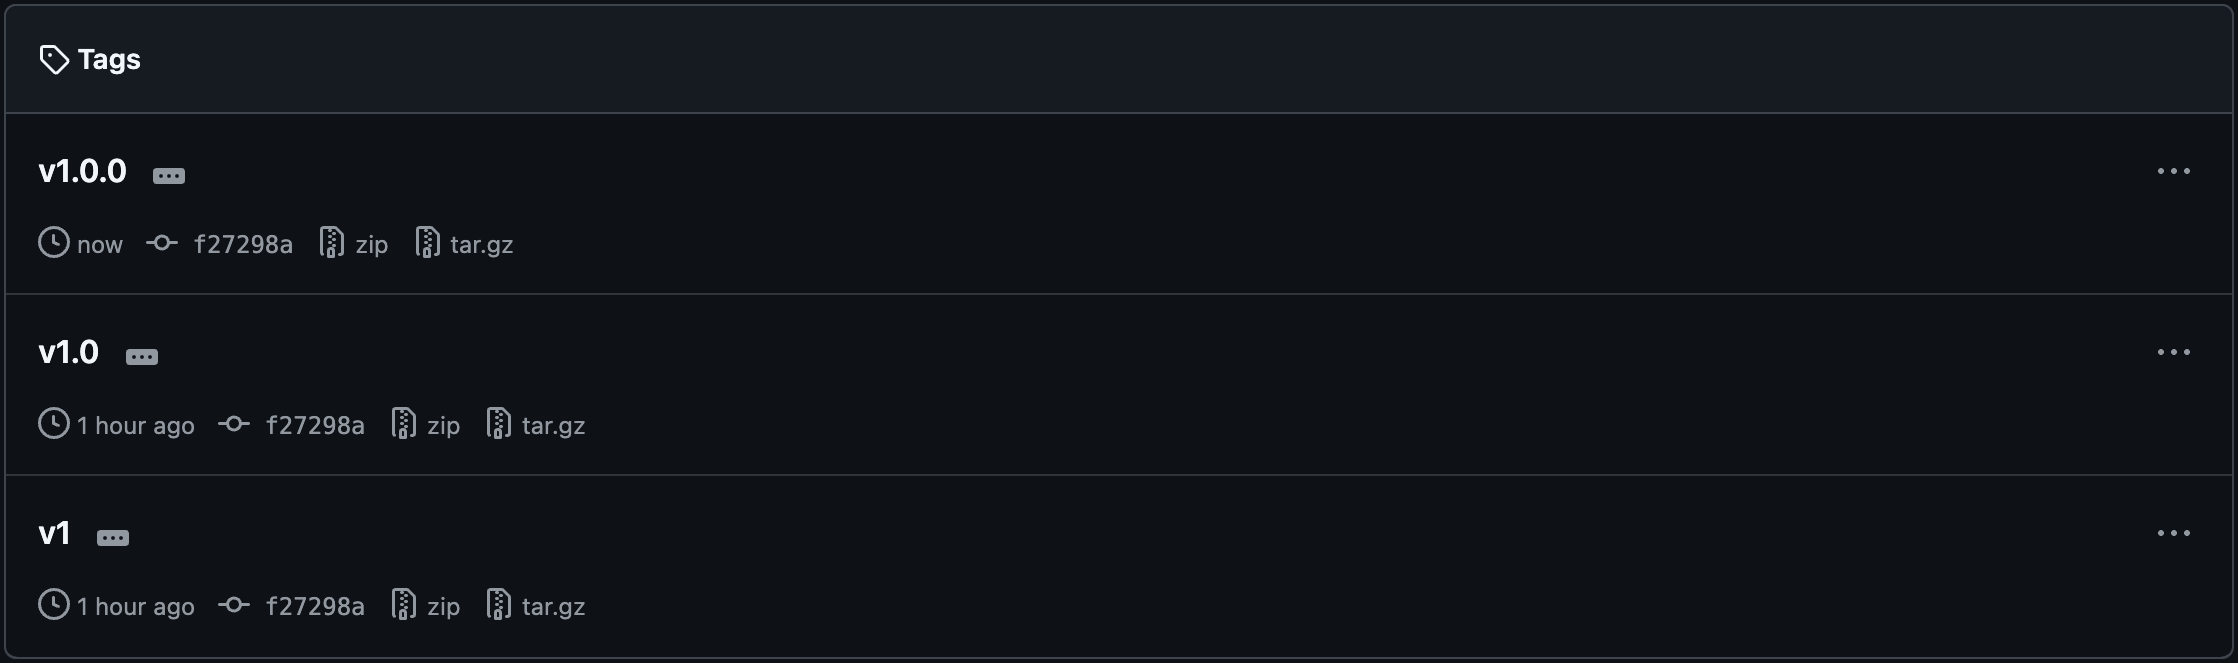 Tags
v1.0.0
now f27298a zip tar.gz
v1.0
1 hour ago f27298a zip tar.gz
v1
1 hour ago f27298a zip tar.gz